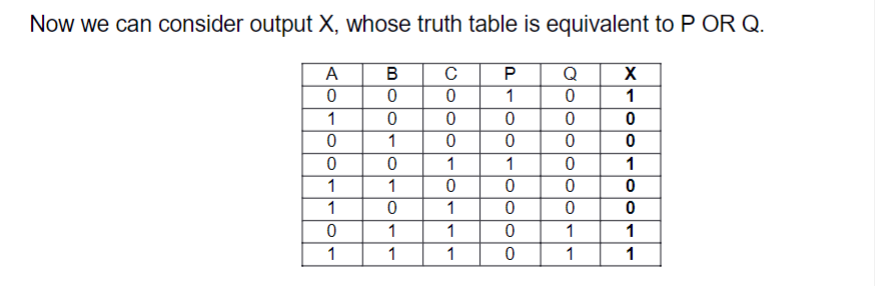 Now we can consider output X, whose truth table is equivalent to P OR Q.
A B C P Q X
0 0 0 1 0 1
1 0 0 0 0 0
0 1 0 0 0 0
0 0 1 1 0 1
1 1 0 0 0 0
1 0 1 0 0 0
0 1 1 0 1 1
1 1 1 0 1 1